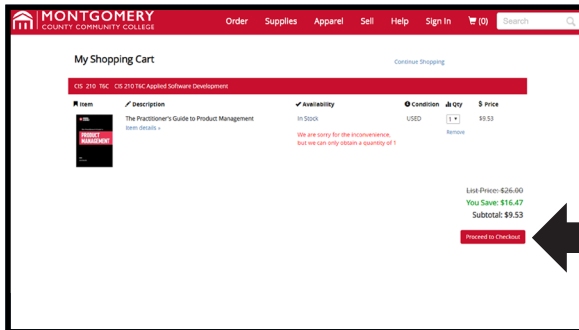 MONTGOMERY
COUNTY COMMUNITY COLLEGE
Order Supplies Apparel Sell Help Sign In (0) Search
My Shopping Cart
Continue Shopping
CIS 210 T6C CIS 210 T6C Applied Software Development
Item Description Availability Condition Qty $ Price
The Practitioner's Guide to Product Management In Stock USED 1 $9.53
Item details »
Remove
We are sorry for the inconvenience,
but we can only obtain a quantity of 1
PRODUCT
MANAGEMENT
List Price: $26.00
You Save: $16.47
Subtotal: $9.53
Proceed to Checkout